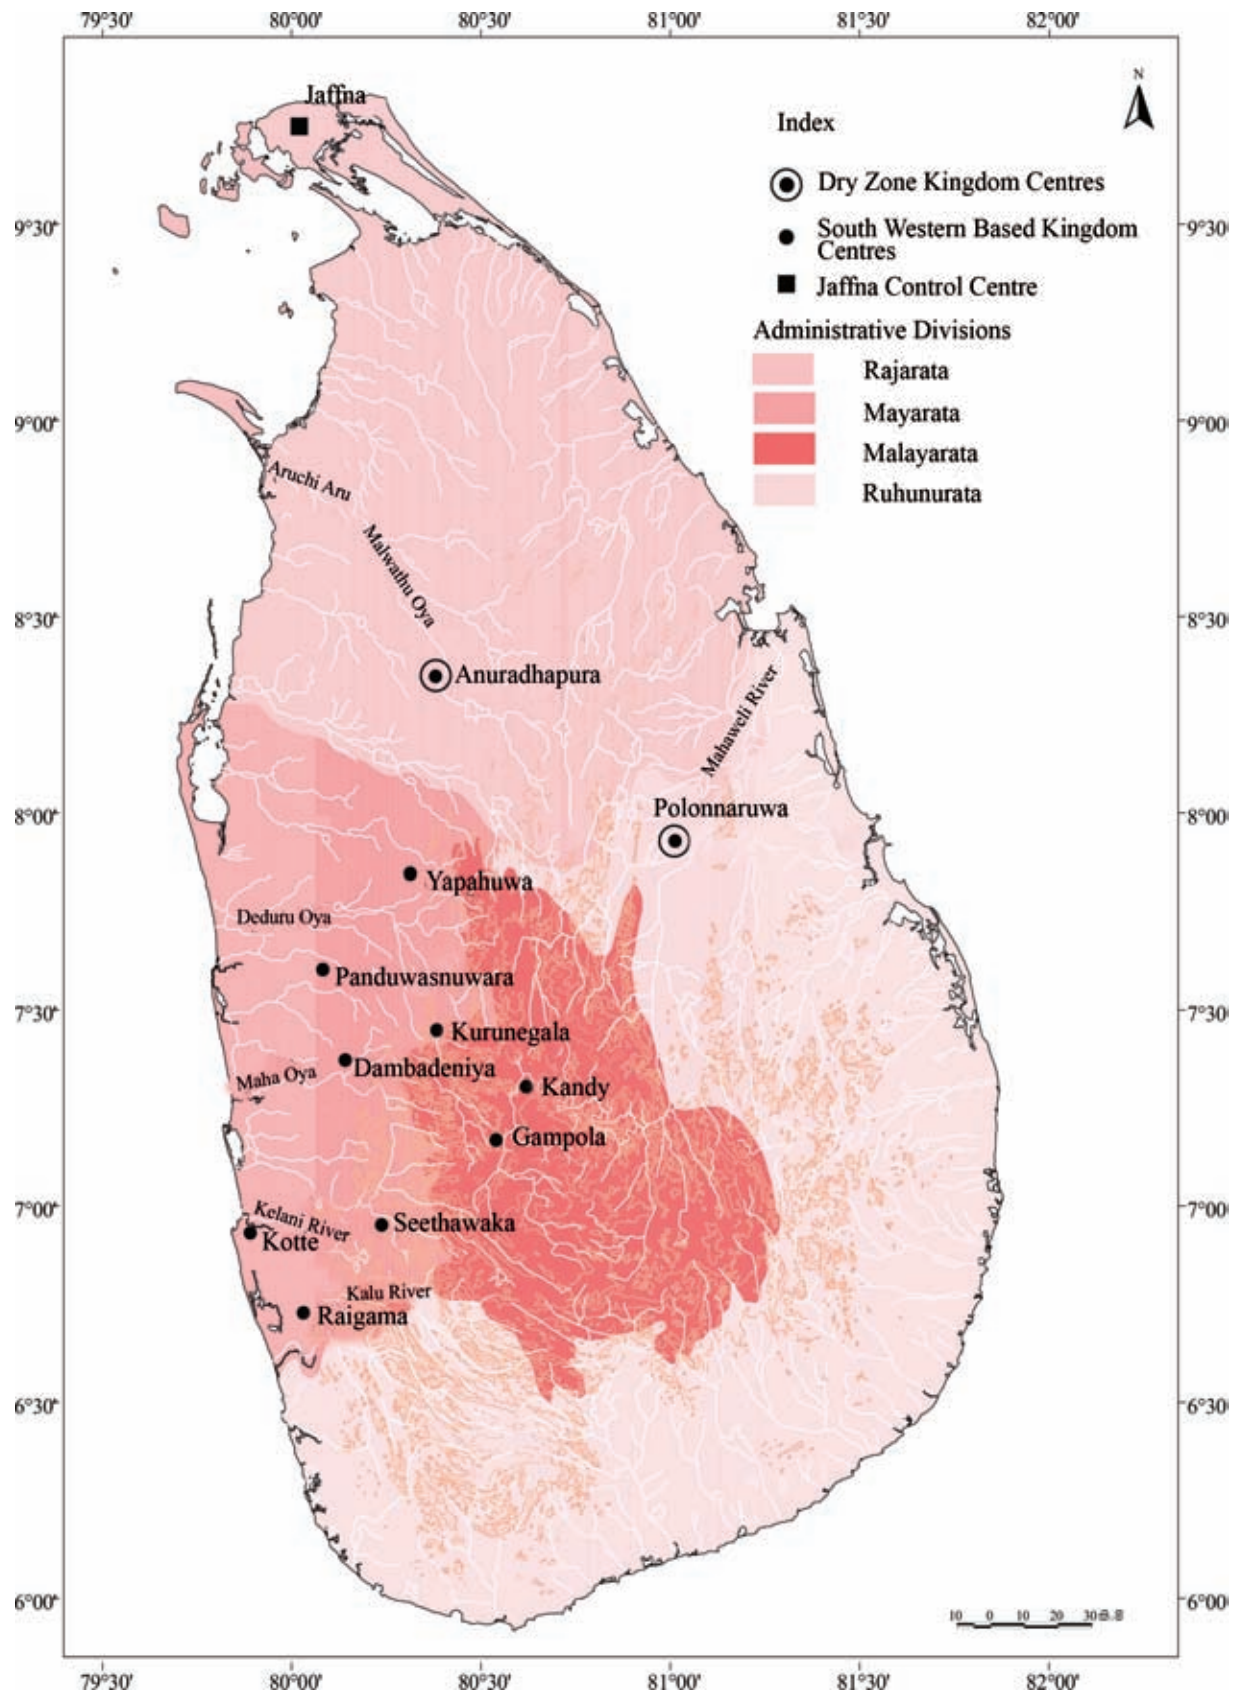 79°30' 80°00' 80°30' 81°00' 81°30' 82°00'
N
Jaffna
Index
Dry Zone Kingdom Centres
South Western Based Kingdom
Centres
Jaffna Control Centre
Administrative Divisions
Rajarata
Mayarata
Malayarata
Ruhunurata
9°30' 9°30'
9°00' 9°00'
Aruchi Aru
Malwathu Oya
8°30' 8°30'
Anuradhapura
Mahaweli River
8°00' 8°00'
Polonnaruwa
Yapahuwa
Deduru Oya
Panduwasnuwara
7°30' 7°30'
Kurunegala
Dambadeniya
Maha Oya
Kandy
Gampola
7°00' 7°00'
Kelani River
Seethawaka
Kotte
Kalu River
Raigama
6°30' 6°30'
6°00' 6°00'
10 0 10 20 30
79°30' 80°00' 80°30' 81°00' 81°30' 82°00'